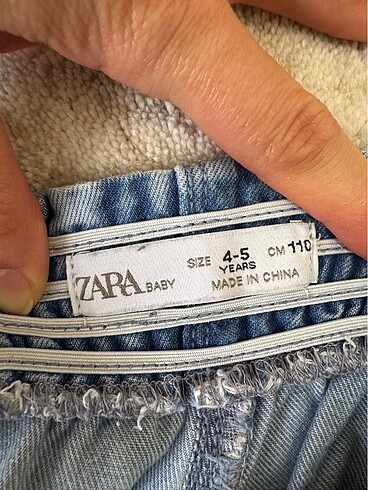 ZARA BABY
SIZE 4-5 YEARS CM 110
MADE IN CHINA